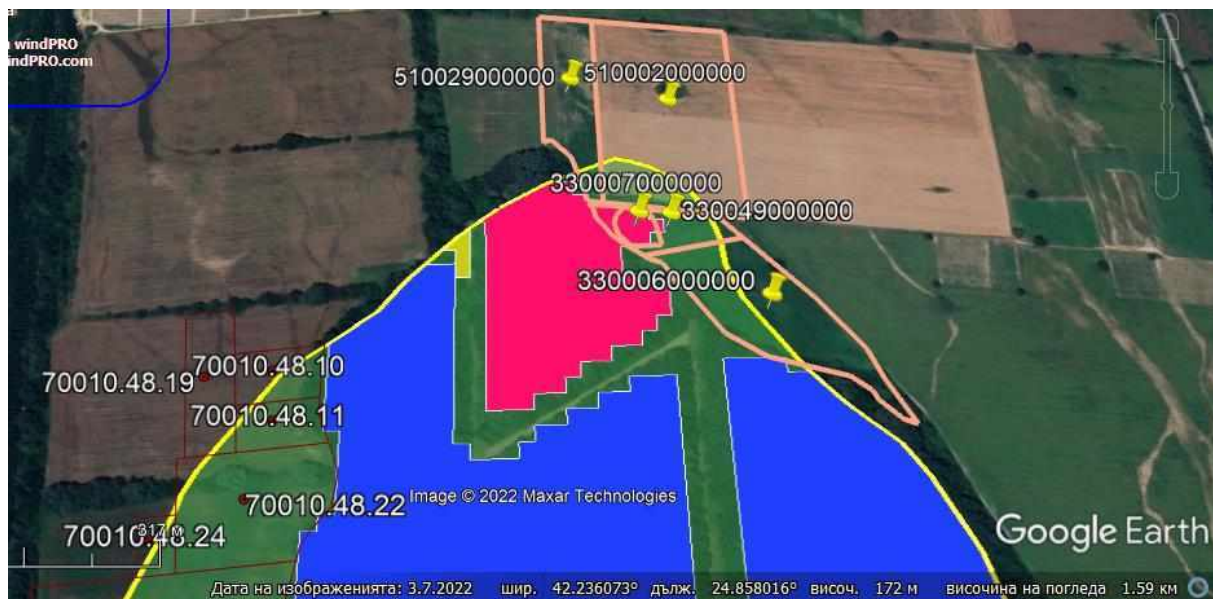 windPRO
indPRO.com
510029000000
510002000000
330007000000
330049000000
330006000000
70010.48.10
70010.48.19
70010.48.11
70010.48.22
Image © 2022 Maxar Technologies
70010.48.24
317 м
Google Earth
Дата на изображенията: 3.7.2022 шир. 42.236073° дълж. 24.858016° височ. 172 м височина на погледа 1.59 км